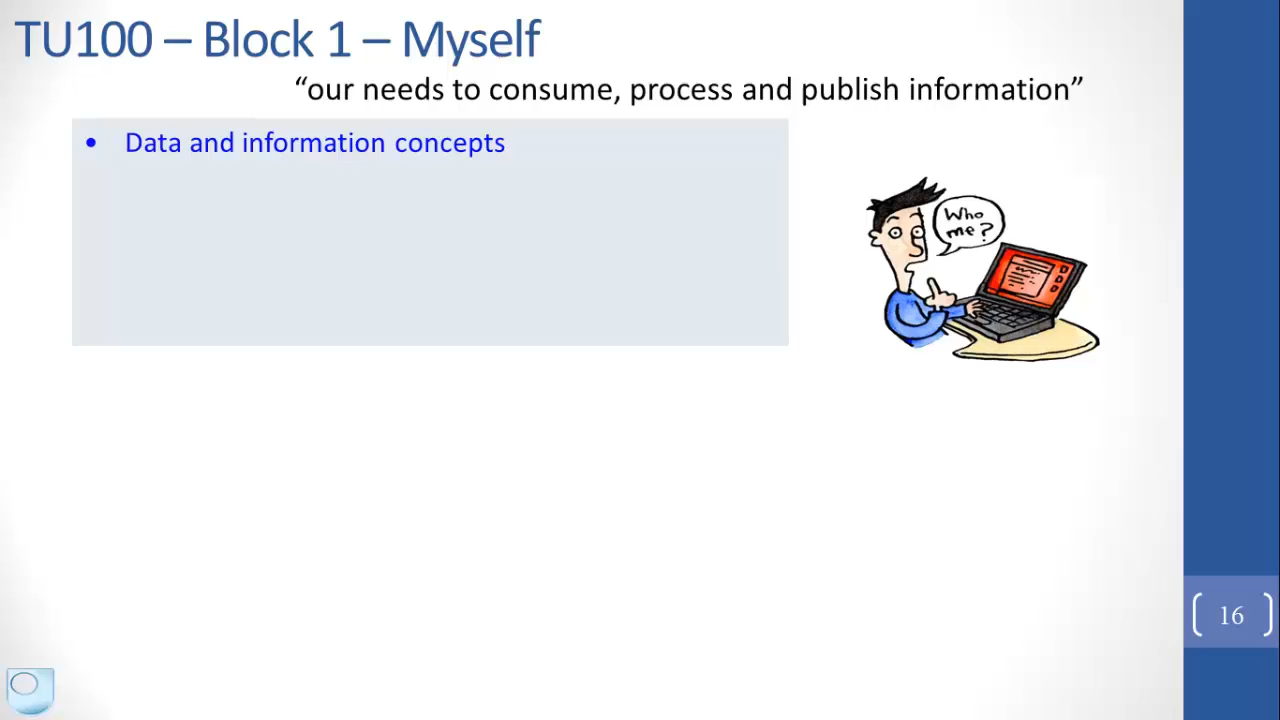 TU100 – Block 1 – Myself
“our needs to consume, process and publish information”
• Data and information concepts
Who
me?
16